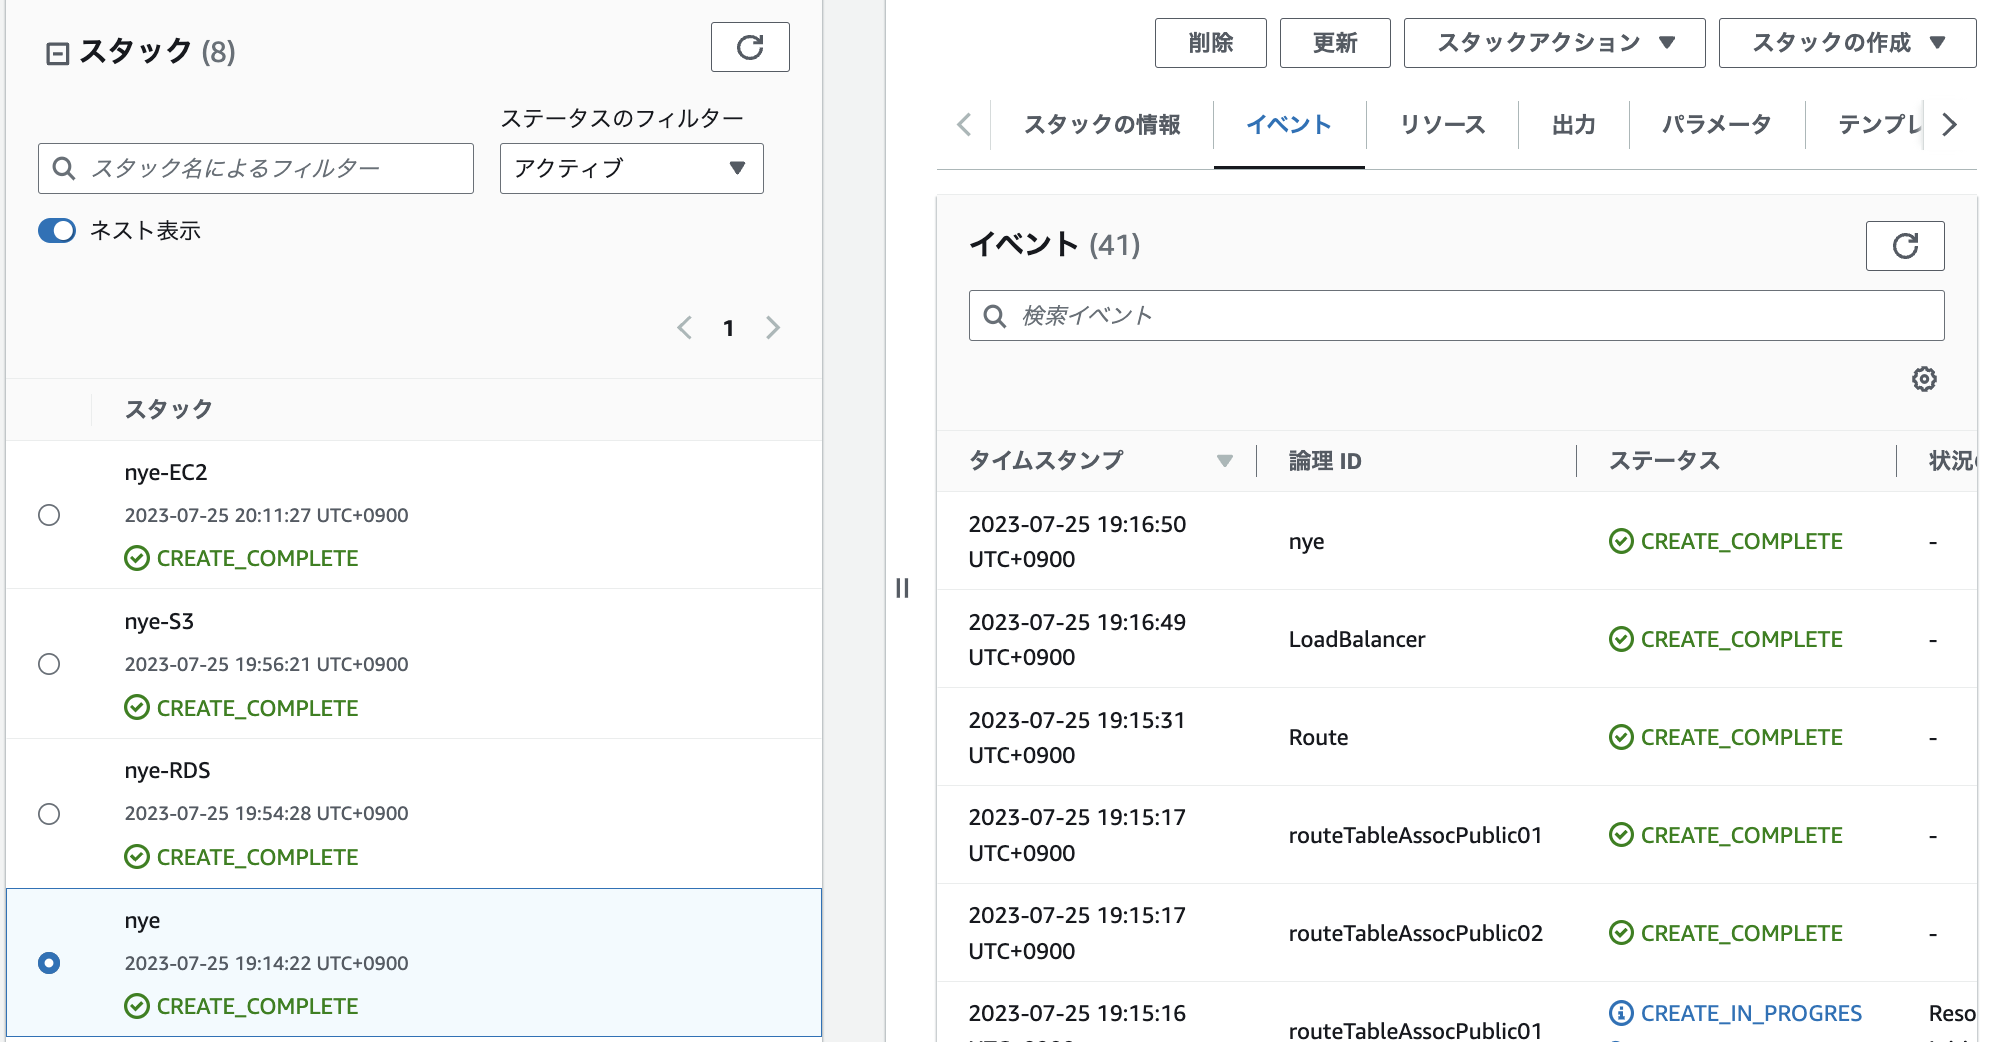 スタック (8)
ステータスのフィルター
スタック名によるフィルター
アクティブ
ネスト表示
1
スタック
nye-EC2
2023-07-25 20:11:27 UTC+0900
CREATE_COMPLETE
nye-S3
2023-07-25 19:56:21 UTC+0900
CREATE_COMPLETE
nye-RDS
2023-07-25 19:54:28 UTC+0900
CREATE_COMPLETE
nye
2023-07-25 19:14:22 UTC+0900
CREATE_COMPLETE
削除
更新
スタックアクション
スタックの作成
スタックの情報
イベント
リソース
出力
パラメータ
テンプレ
イベント (41)
検索イベント
タイムスタンプ
論理 ID
ステータス
状況
2023-07-25 19:16:50
UTC+0900
nye
CREATE_COMPLETE
-
2023-07-25 19:16:49
UTC+0900
LoadBalancer
CREATE_COMPLETE
-
2023-07-25 19:15:31
UTC+0900
Route
CREATE_COMPLETE
-
2023-07-25 19:15:17
UTC+0900
routeTableAssocPublic01
CREATE_COMPLETE
-
2023-07-25 19:15:17
UTC+0900
routeTableAssocPublic02
CREATE_COMPLETE
-
2023-07-25 19:15:16
routeTableAssocPublic01
CREATE_IN_PROGRES
Reso